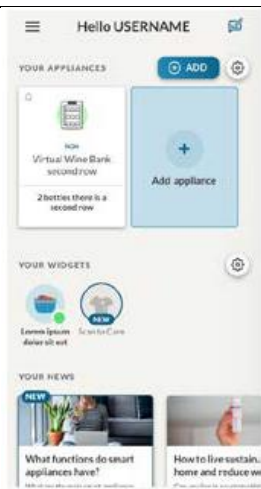 Hello USERNAME
YOUR APPLIANCES
ADD
Virtual Wine Bank
second row
2 bottles there is a
second row
Add appliance
YOUR WIDGETS
NEW
Lorem ipsum
dolor sit est
Scan to Care
YOUR NEWS
NEW
What functions do smart
appliances have?
How to live sustain..
home and reduce we